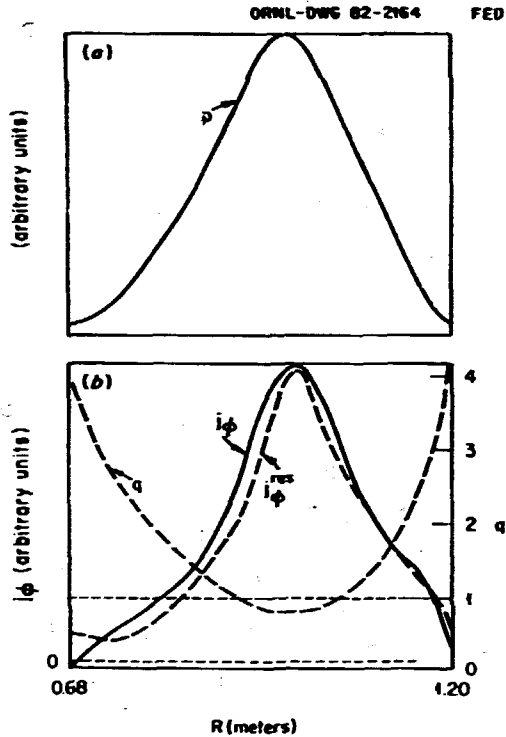 ORNL-DWG 82-2164 FED
(a)
p
(arbitrary units)
(b)
4
jϕ
3
q
jϕ^res
2
q
jϕ (arbitrary units)
1
0
0
0.68
1.20
R (meters)